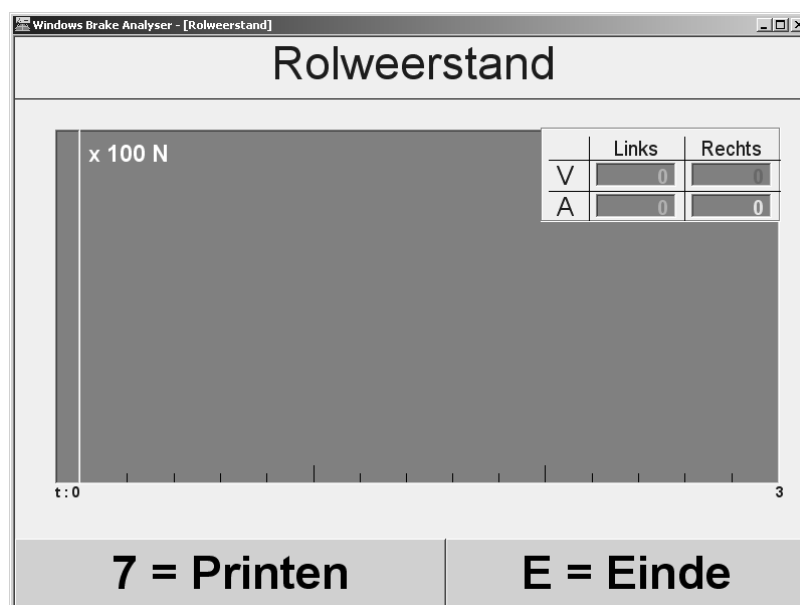 Windows Brake Analyser - [Rolweerstand]
Rolweerstand
x 100 N
Links Rechts
V 0 0
A 0 0
t:0 3
7 = Printen E = Einde